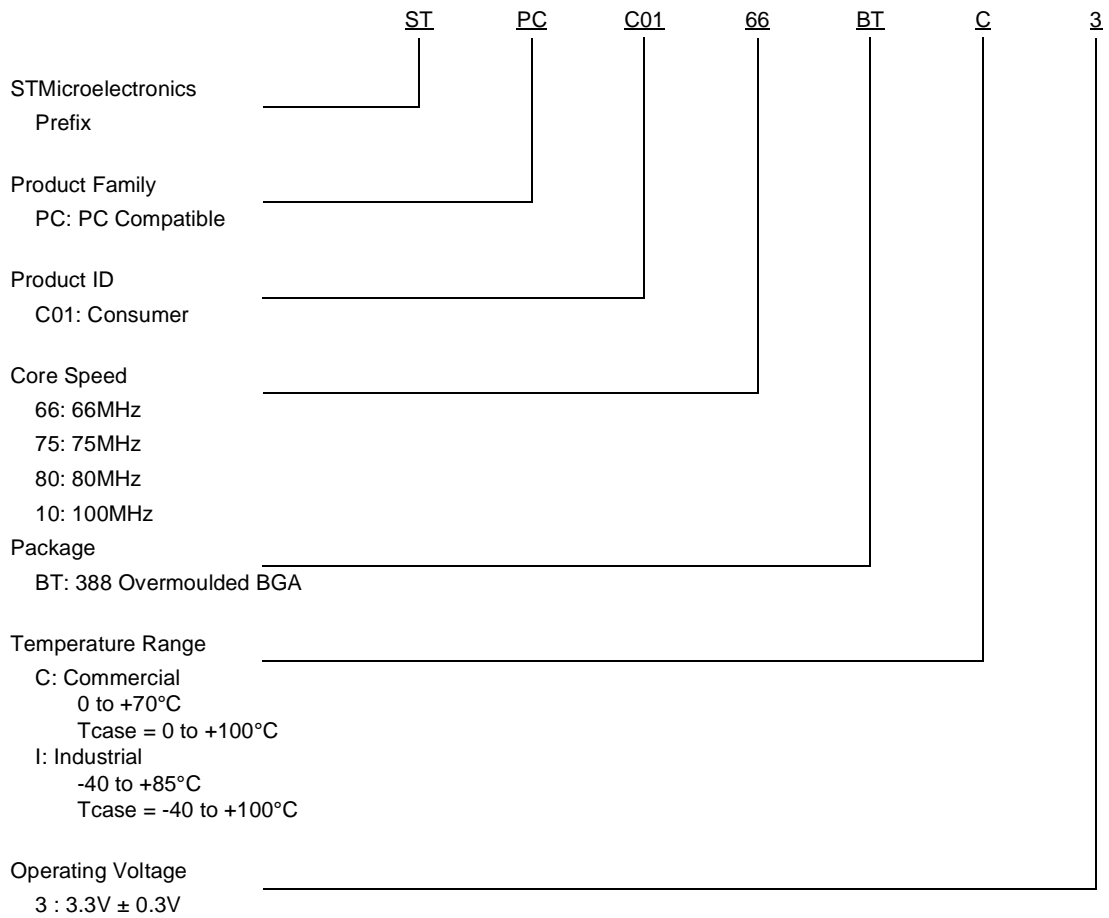 ST PC C01 66 BT C 3
STMicroelectronics
Prefix
Product Family
PC: PC Compatible
Product ID
C01: Consumer
Core Speed
66: 66MHz
75: 75MHz
80: 80MHz
10: 100MHz
Package
BT: 388 Overmoulded BGA
Temperature Range
C: Commercial
0 to +70°C
Tcase = 0 to +100°C
I: Industrial
-40 to +85°C
Tcase = -40 to +100°C
Operating Voltage
3 : 3.3V ± 0.3V